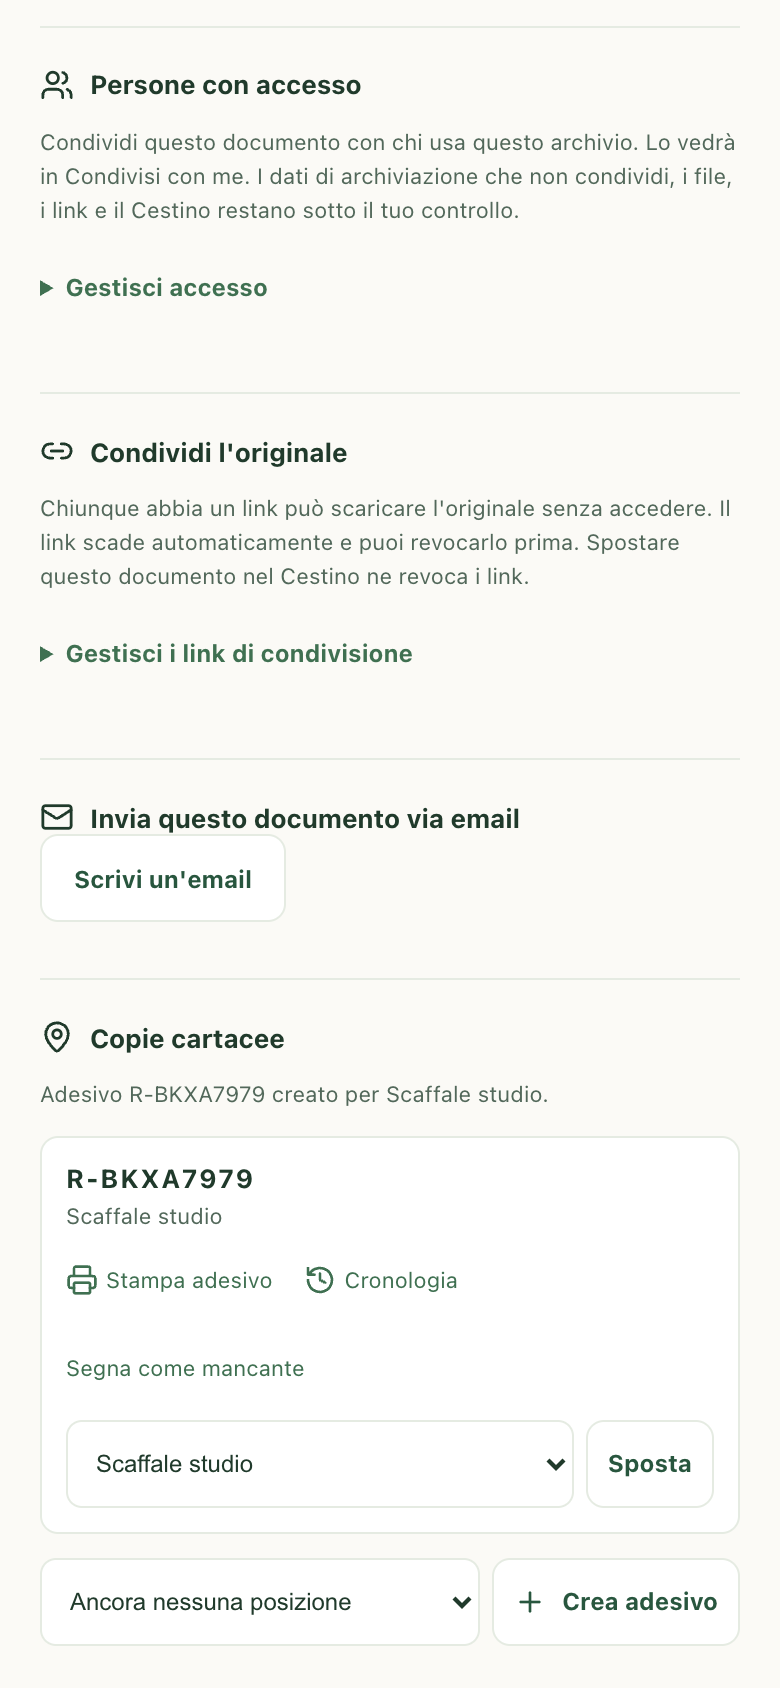 Persone con accesso
Condividi questo documento con chi usa questo archivio. Lo vedrà
in Condivisi con me. I dati di archiviazione che non condividi, i file,
i link e il Cestino restano sotto il tuo controllo.
Gestisci accesso
Condividi l'originale
Chiunque abbia un link può scaricare l'originale senza accedere. Il
link scade automaticamente e puoi revocarlo prima. Spostare
questo documento nel Cestino ne revoca i link.
Gestisci i link di condivisione
Invia questo documento via email
Scrivi un'email
Copie cartacee
Adesivo R-BKXA7979 creato per Scaffale studio.
R-BKXA7979
Scaffale studio
Stampa adesivo Cronologia
Segna come mancante
Scaffale studio Sposta
Ancora nessuna posizione Crea adesivo